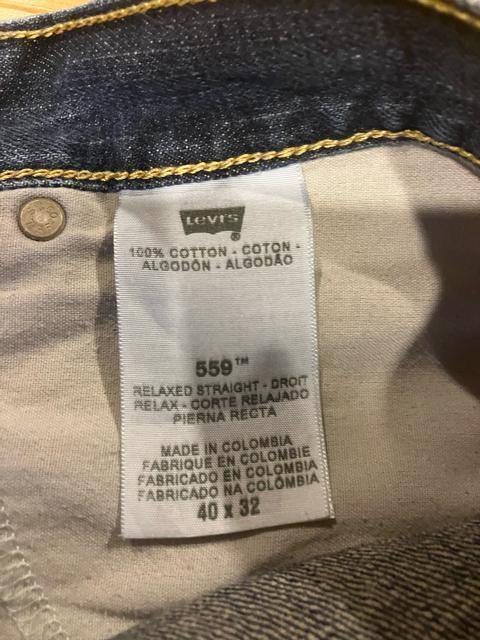 Levi's
®
100% COTTON - COTON -
ALGODÓN - ALGODÃO
559™
RELAXED STRAIGHT - DROIT
RELAX - CORTE RELAJADO
PIERNA RECTA
MADE IN COLOMBIA
FABRIQUE EN COLOMBIE
FABRICADO EN COLOMBIA
FABRICADO NA COLÔMBIA
40 X 32